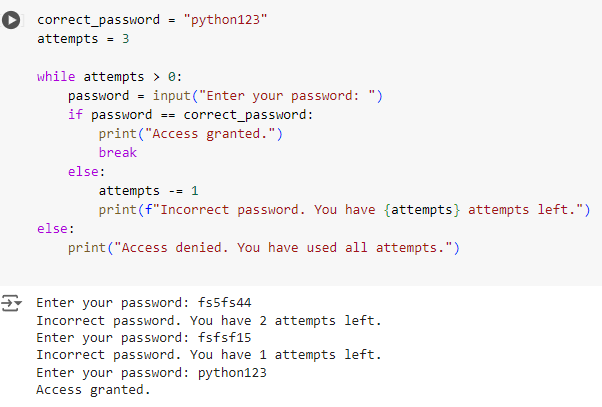 correct_password = "python123"
attempts = 3
while attempts > 0:
    password = input("Enter your password: ")
    if password == correct_password:
        print("Access granted.")
        break
    else:
        attempts -= 1
        print(f"Incorrect password. You have {attempts} attempts left.")
else:
    print("Access denied. You have used all attempts.")
Enter your password: fs5fs44
Incorrect password. You have 2 attempts left.
Enter your password: fsfsf15
Incorrect password. You have 1 attempts left.
Enter your password: python123
Access granted.